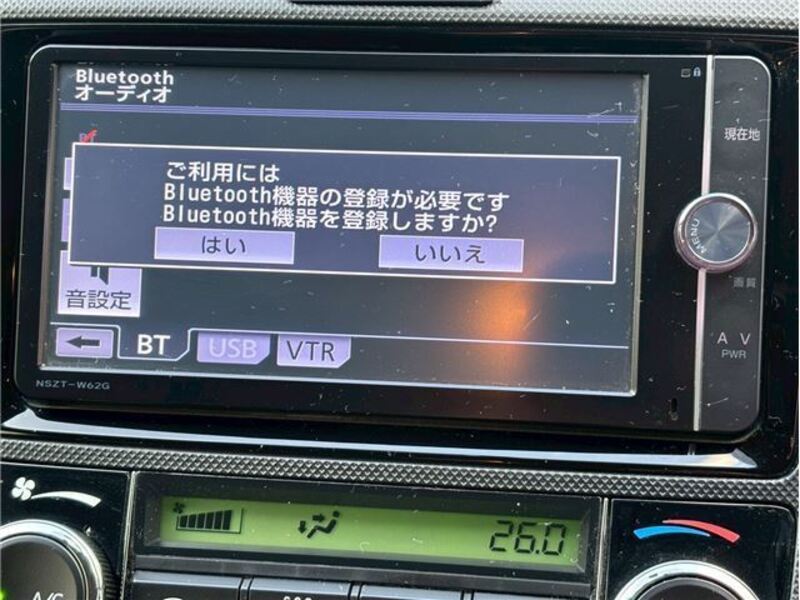 Bluetooth
オーディオ
ご利用には
Bluetooth機器の登録が必要です
Bluetooth機器を登録しますか?
はい
いいえ
音設定
BT
USB
VTR
NSZT-W62G
現在地
MENU
画質
A V
PWR
26.0
A/C